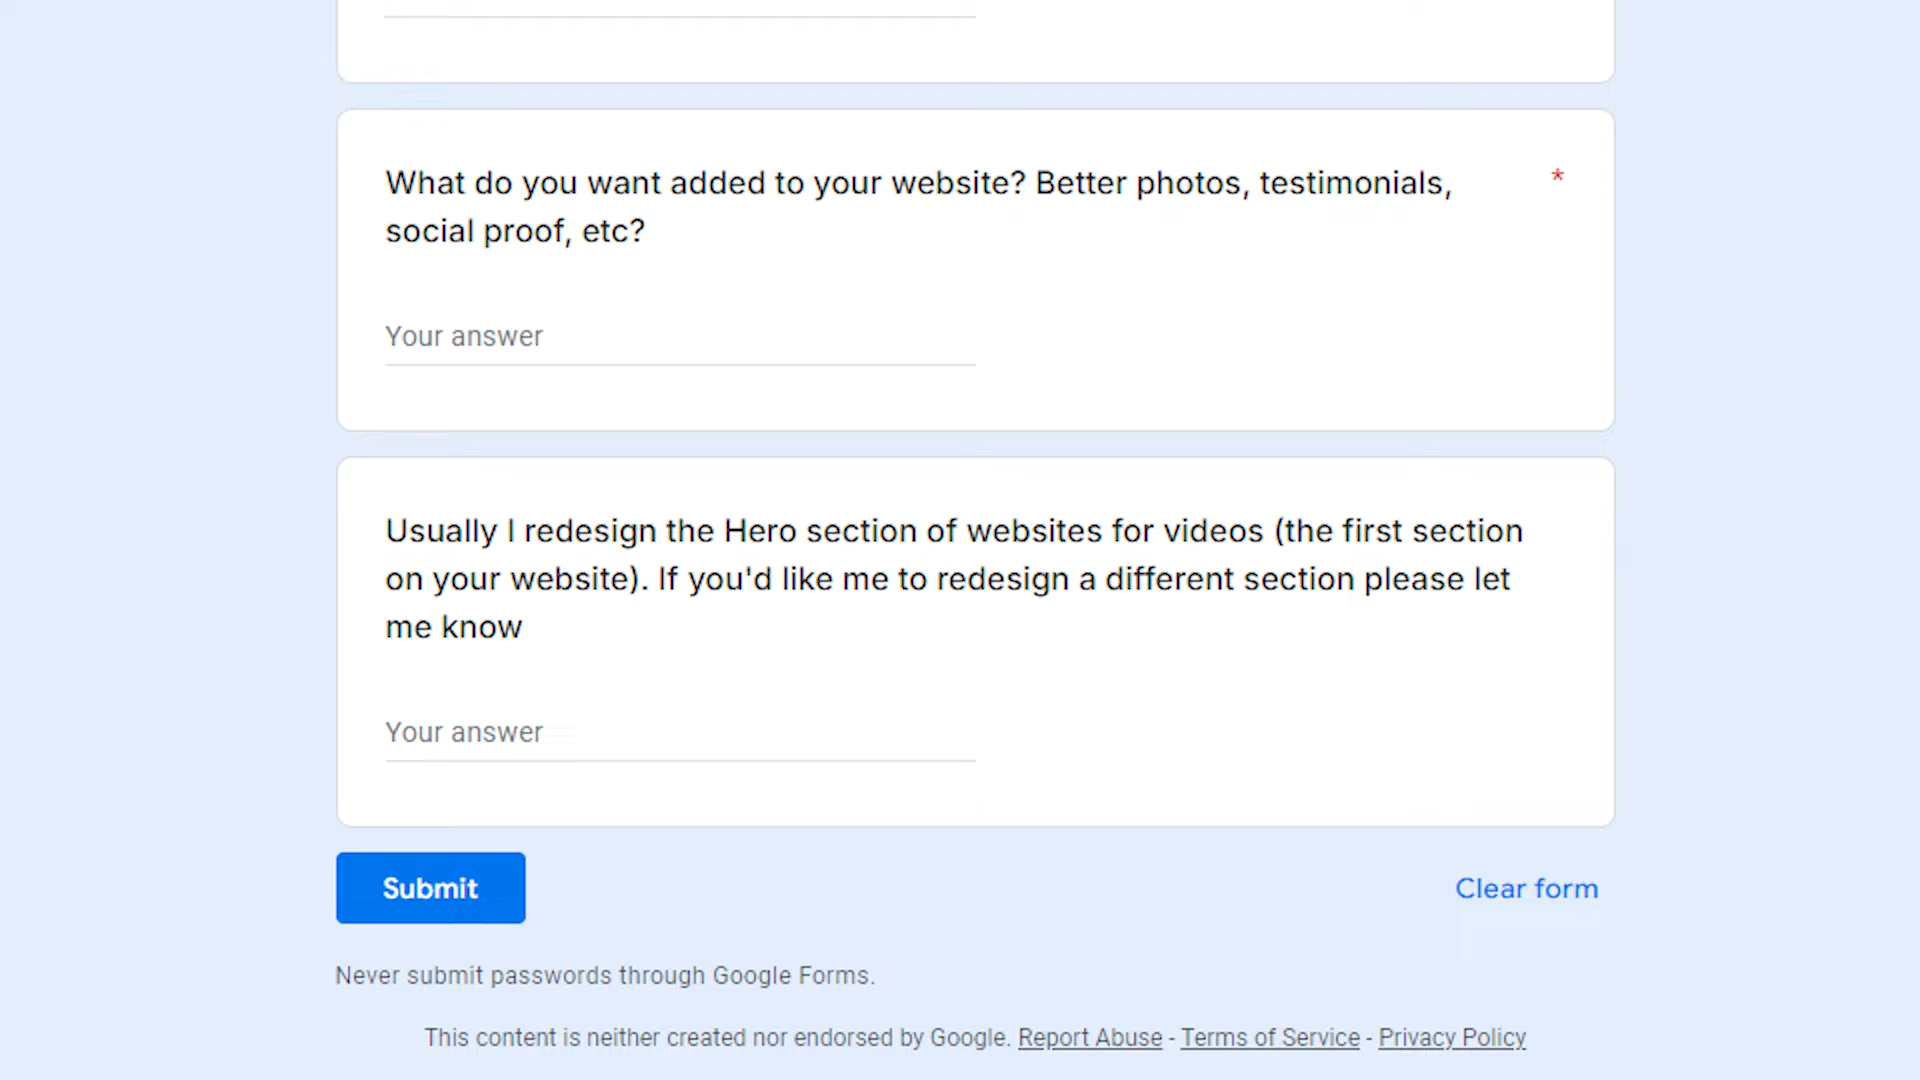 What do you want added to your website? Better photos, testimonials, *
social proof, etc?
Your answer
Usually I redesign the Hero section of websites for videos (the first section
on your website). If you'd like me to redesign a different section please let
me know
Your answer
Submit
Clear form
Never submit passwords through Google Forms.
This content is neither created nor endorsed by Google. Report Abuse - Terms of Service - Privacy Policy